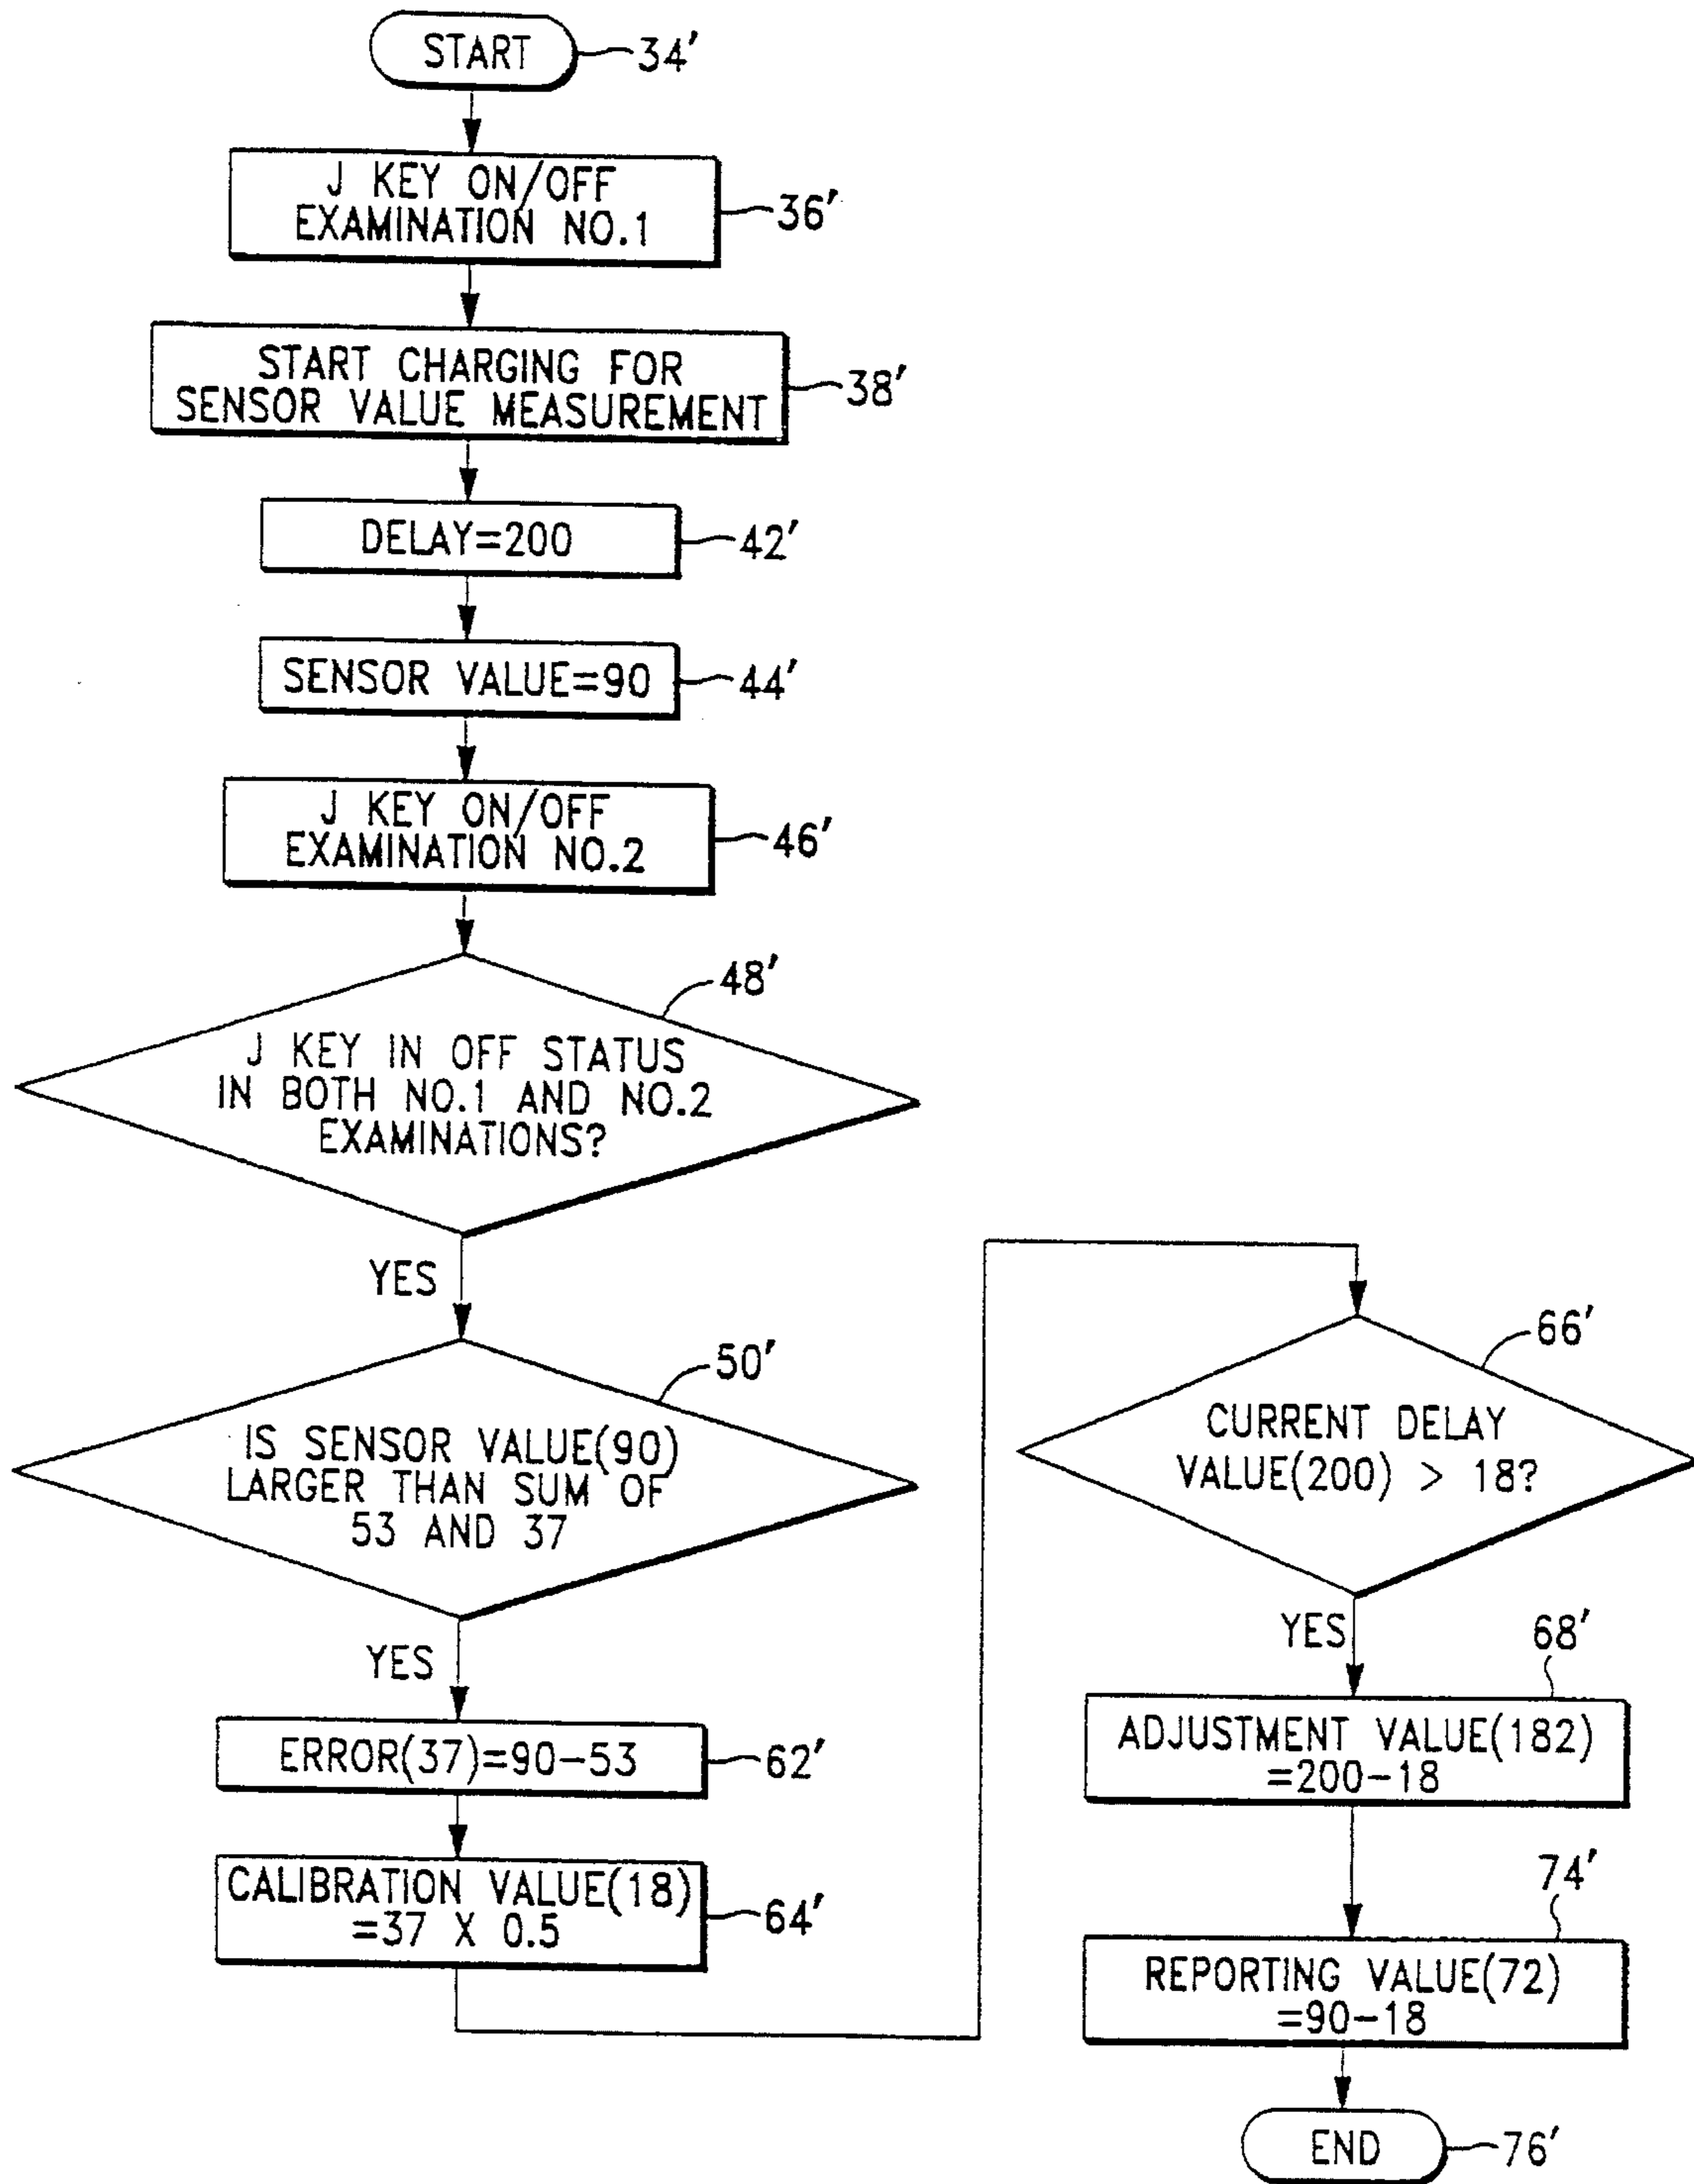 START
34'
J KEY ON/OFF
EXAMINATION NO.1
36'
START CHARGING FOR
SENSOR VALUE MEASUREMENT
38'
DELAY=200
42'
SENSOR VALUE=90
44'
J KEY ON/OFF
EXAMINATION NO.2
46'
48'
J KEY IN OFF STATUS
IN BOTH NO.1 AND NO.2
EXAMINATIONS?
YES
50'
IS SENSOR VALUE(90)
LARGER THAN SUM OF
53 AND 37
YES
ERROR(37)=90-53
62'
CALIBRATION VALUE(18)
=37 X 0.5
64'
66'
CURRENT DELAY
VALUE(200) > 18?
YES
68'
ADJUSTMENT VALUE(182)
=200-18
74'
REPORTING VALUE(72)
=90-18
END
76'